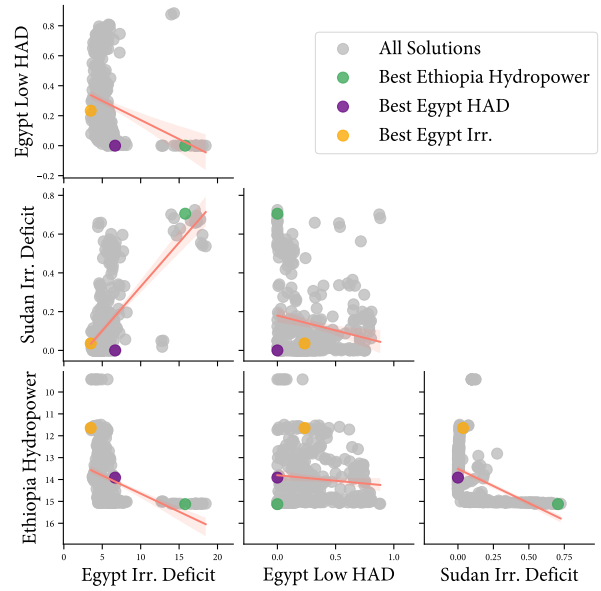 Egypt Low HAD
0.8
0.6
0.4
0.2
0.0
−0.2
All Solutions
Best Ethiopia Hydropower
Best Egypt HAD
Best Egypt Irr.
Sudan Irr. Deficit
0.8
0.6
0.4
0.2
0.0
Ethiopia Hydropower
10
11
12
13
14
15
16
0 5 10 15 20
0.0 0.5 1.0
0.00 0.25 0.50 0.75
Egypt Irr. Deficit
Egypt Low HAD
Sudan Irr. Deficit